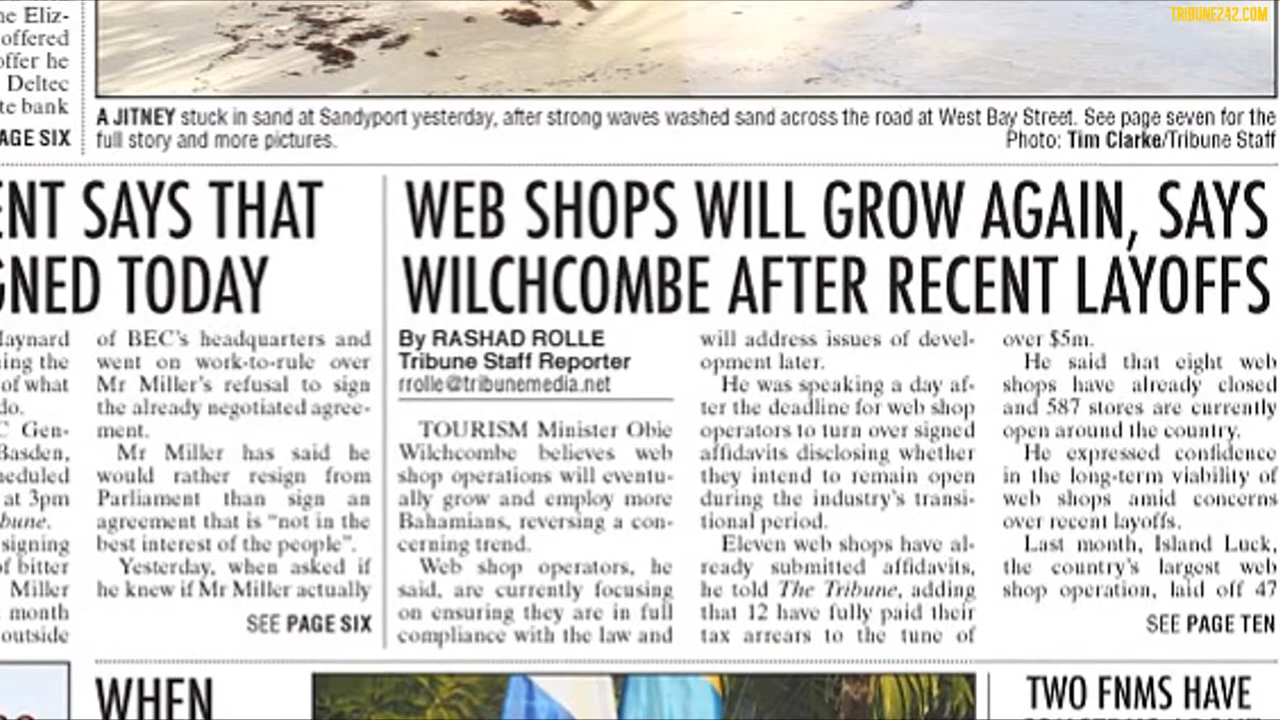 TRIBUNE242.COM
ne Eliz-
offered
offer he
Deltec
te bank
AGE SIX
A JITNEY stuck in sand at Sandyport yesterday, after strong waves washed sand across the road at West Bay Street. See page seven for the
full story and more pictures.
Photo: Tim Clarke/Tribune Staff
ENT SAYS THAT
GNED TODAY
Maynard
ning the
of what
do.
C Gen-
Basden,
heduled
at 3pm
bune.
signing
of bitter
Miller
month
outside
of BEC's headquarters and
went on work-to-rule over
Mr Miller's refusal to sign
the already negotiated agree-
ment.
Mr Miller has said he
would rather resign from
Parliament than sign an
agreement that is "not in the
best interest of the people".
Yesterday, when asked if
he knew if Mr Miller actually
SEE PAGE SIX
WEB SHOPS WILL GROW AGAIN, SAYS
WILCHCOMBE AFTER RECENT LAYOFFS
By RASHAD ROLLE
Tribune Staff Reporter
rrolle@tribunemedia.net
TOURISM Minister Obie
Wilchcombe believes web
shop operations will eventu-
ally grow and employ more
Bahamians, reversing a con-
cerning trend.
Web shop operators, he
said, are currently focusing
on ensuring they are in full
compliance with the law and
will address issues of devel-
opment later.
He was speaking a day af-
ter the deadline for web shop
operators to turn over signed
affidavits disclosing whether
they intend to remain open
during the industry's transi-
tional period.
Eleven web shops have al-
ready submitted affidavits,
he told The Tribune, adding
that 12 have fully paid their
tax arrears to the tune of
over $5m.
He said that eight web
shops have already closed
and 587 stores are currently
open around the country.
He expressed confidence
in the long-term viability of
web shops amid concerns
over recent layoffs.
Last month, Island Luck,
the country's largest web
shop operation, laid off 47
SEE PAGE TEN
WHEN
TWO FNMS HAVE